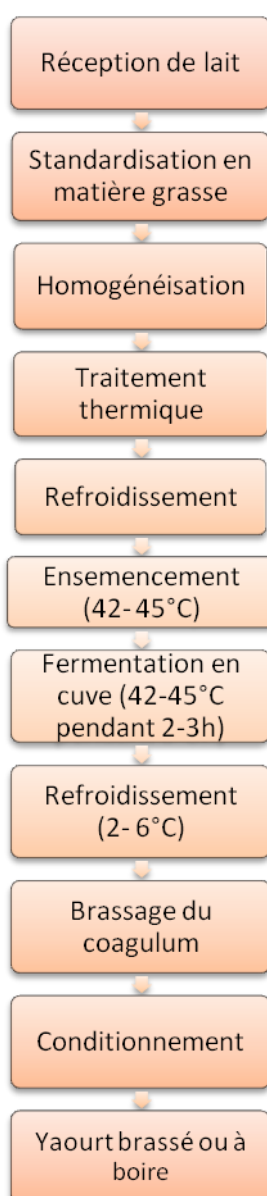 Réception de lait
Standardisation en
matière grasse
Homogénéisation
Traitement
thermique
Refroidissement
Ensemencement
(42- 45°C)
Fermentation en
cuve (42-45°C
pendant 2-3h)
Refroidissement
(2- 6°C)
Brassage du
coagulum
Conditionnement
Yaourt brassé ou à
boire